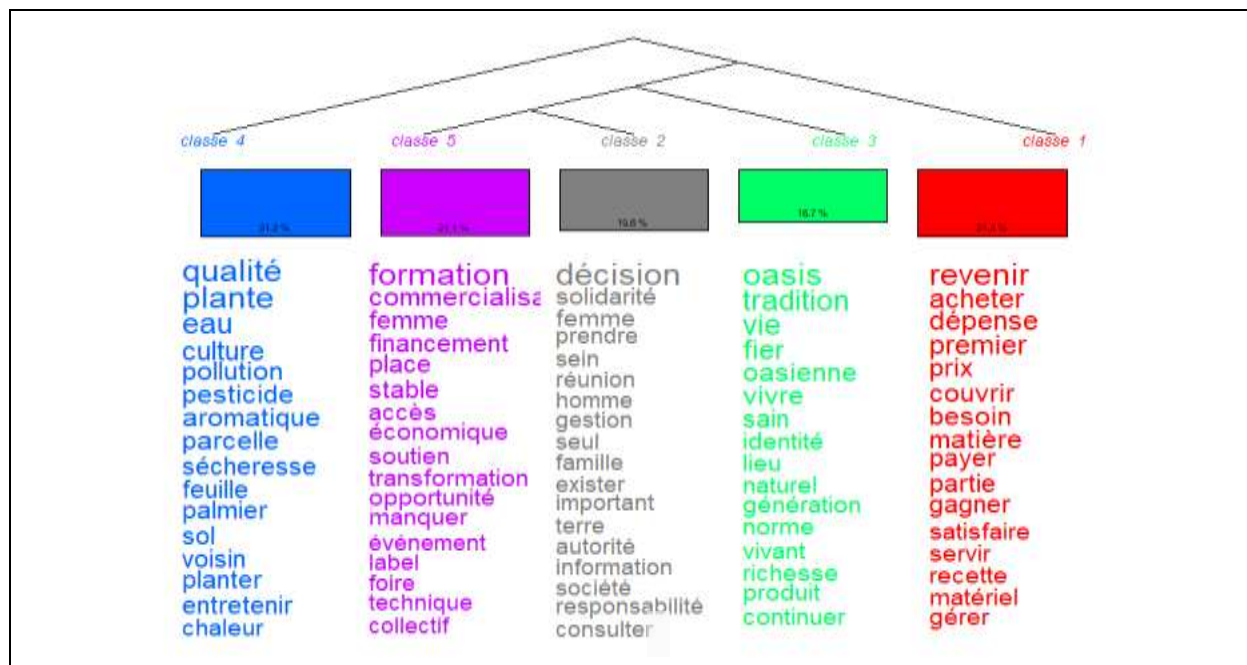 classe 4
classe 5
classe 2
classe 3
classe 1
16.7 %
qualité
plante
eau
culture
pollution
pesticide
aromatique
parcelle
sécheresse
feuille
palmier
sol
voisin
planter
entretenir
chaleur
formation
commercialisa
femme
financement
place
stable
accès
économique
soutien
transformation
opportunité
manquer
événement
label
foire
technique
collectif
décision
solidarité
femme
prendre
sein
réunion
homme
gestion
seul
famille
exister
important
terre
autorité
information
société
responsabilité
consulter
oasis
tradition
vie
fier
oasienne
vivre
sain
identité
lieu
naturel
génération
norme
vivant
richesse
produit
continuer
revenir
acheter
dépense
premier
prix
couvrir
besoin
matière
payer
partie
gagner
satisfaire
servir
recette
matériel
gérer